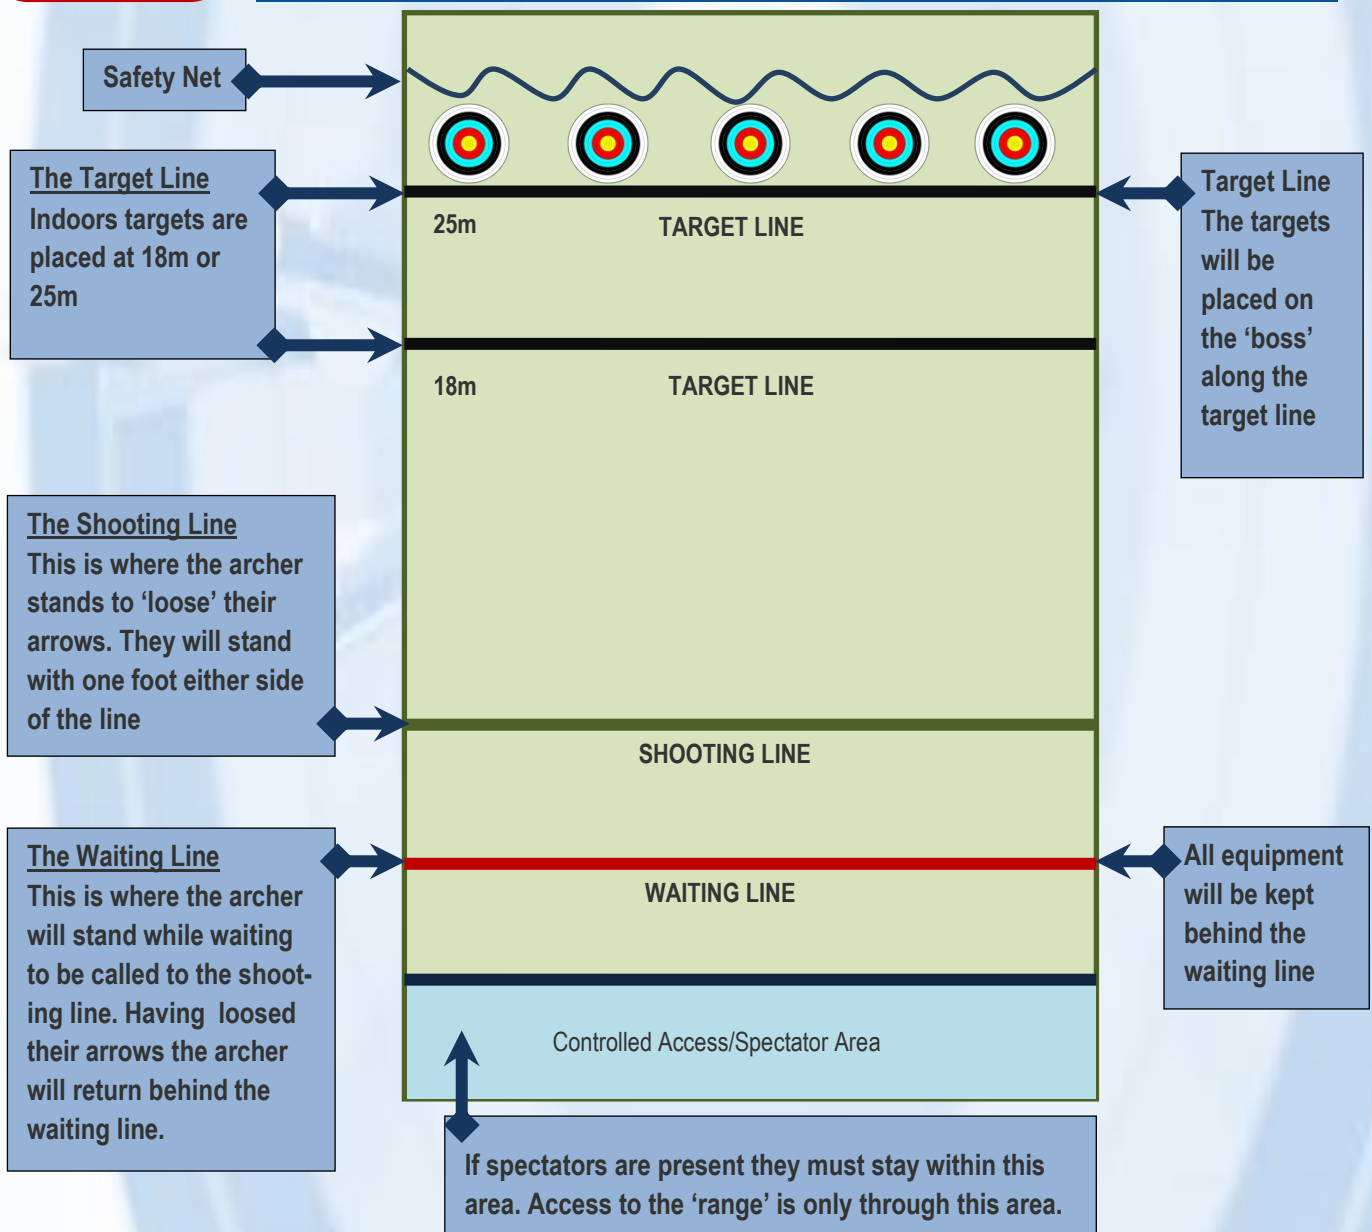 Safety Net
The Target Line
Indoors targets are
placed at 18m or
25m
Target Line
The targets
will be
placed on
the ‘boss’
along the
target line
25m
TARGET LINE
18m
TARGET LINE
The Shooting Line
This is where the archer
stands to ‘loose’ their
arrows. They will stand
with one foot either side
of the line
SHOOTING LINE
The Waiting Line
This is where the archer
will stand while waiting
to be called to the shoot-
ing line. Having loosed
their arrows the archer
will return behind the
waiting line.
WAITING LINE
All equipment
will be kept
behind the
waiting line
Controlled Access/Spectator Area
If spectators are present they must stay within this
area. Access to the ‘range’ is only through this area.